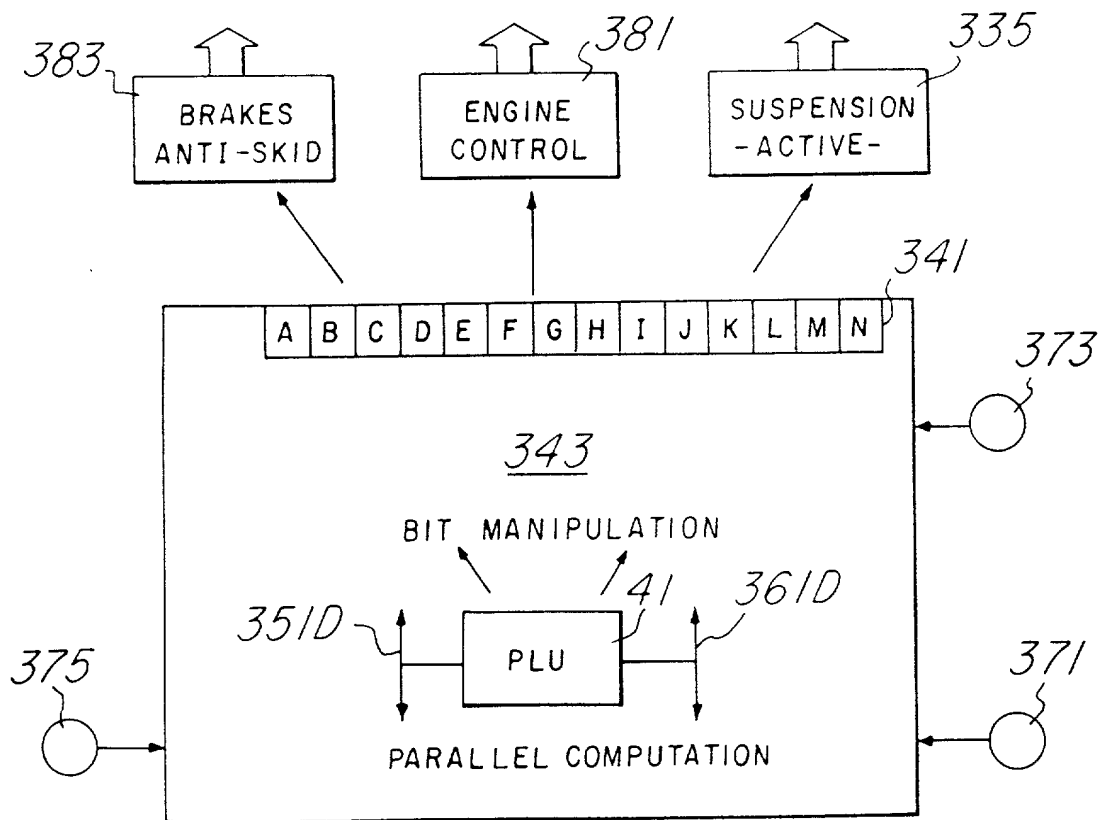 383
BRAKES
ANTI-SKID
381
ENGINE
CONTROL
335
SUSPENSION
-ACTIVE-
341
A B C D E F G H I J K L M N
373
343
BIT MANIPULATION
351D
41
361D
PLU
375
371
PARALLEL COMPUTATION